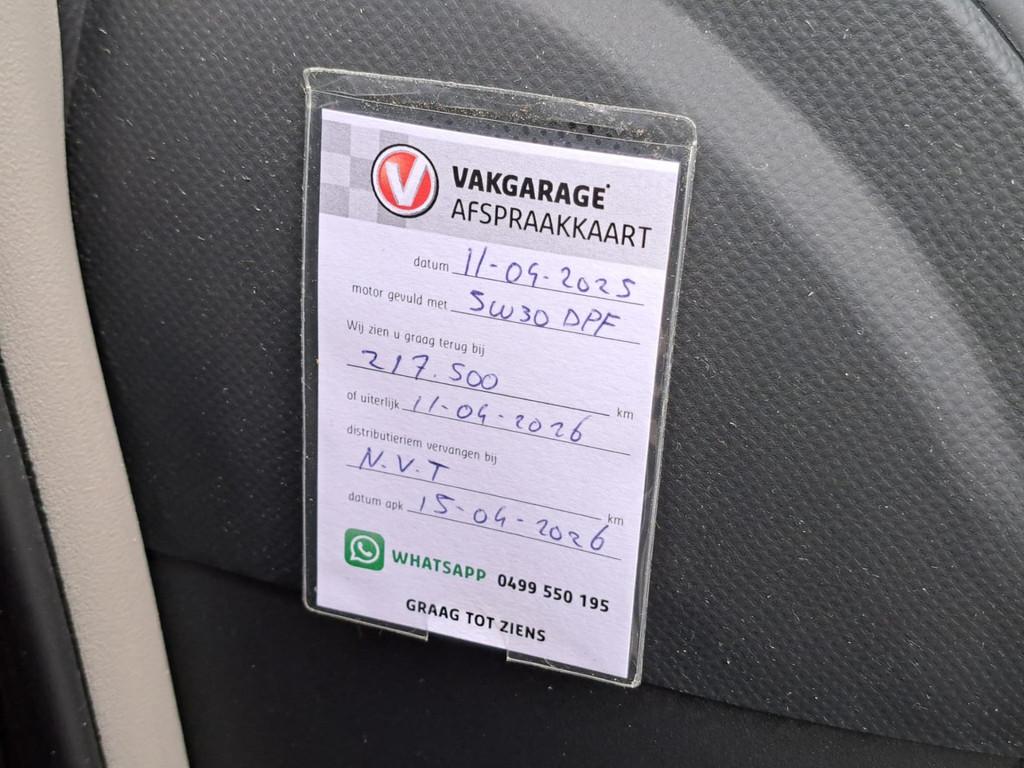 V
VAKGARAGE
AFSPRAAKKAART
datum 11-04-2025
motor gevuld met 5W30 DPF
Wij zien u graag terug bij
217.500 km
of uiterlijk 11-04-2026
distributieriem vervangen bij
N.V.T km
datum apk 15-04-2026
WHATSAPP 0499 550 195
GRAAG TOT ZIENS